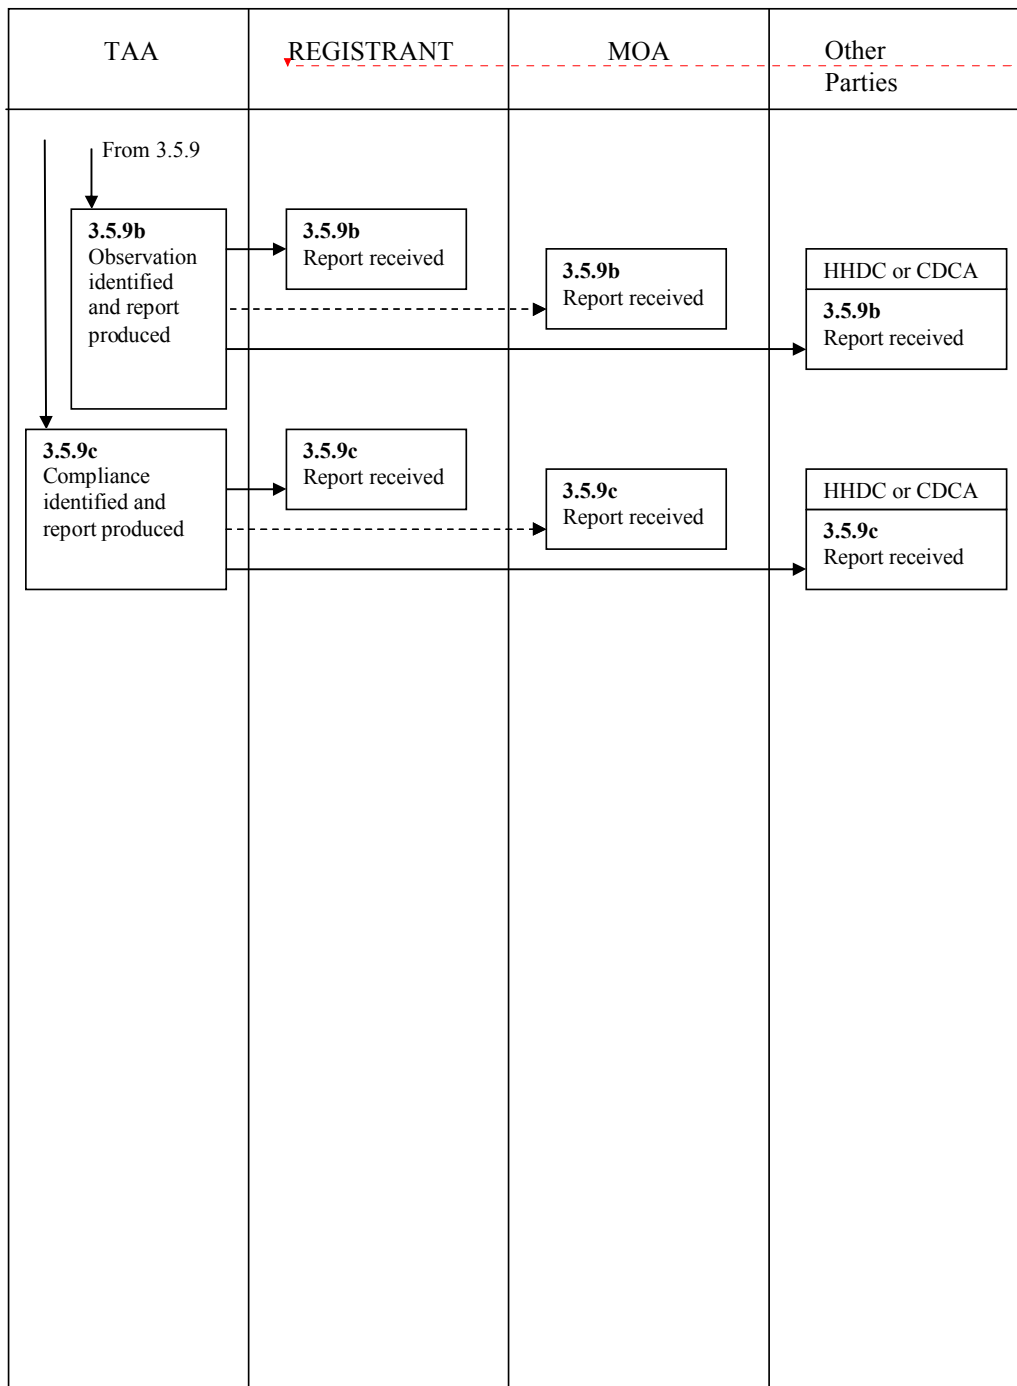 TAA
REGISTRANT
MOA
Other
Parties
From 3.5.9
3.5.9b
Observation
identified
and report
produced
3.5.9b
Report received
3.5.9b
Report received
HHDC or CDCA
3.5.9b
Report received
3.5.9c
Compliance
identified and
report produced
3.5.9c
Report received
3.5.9c
Report received
HHDC or CDCA
3.5.9c
Report received